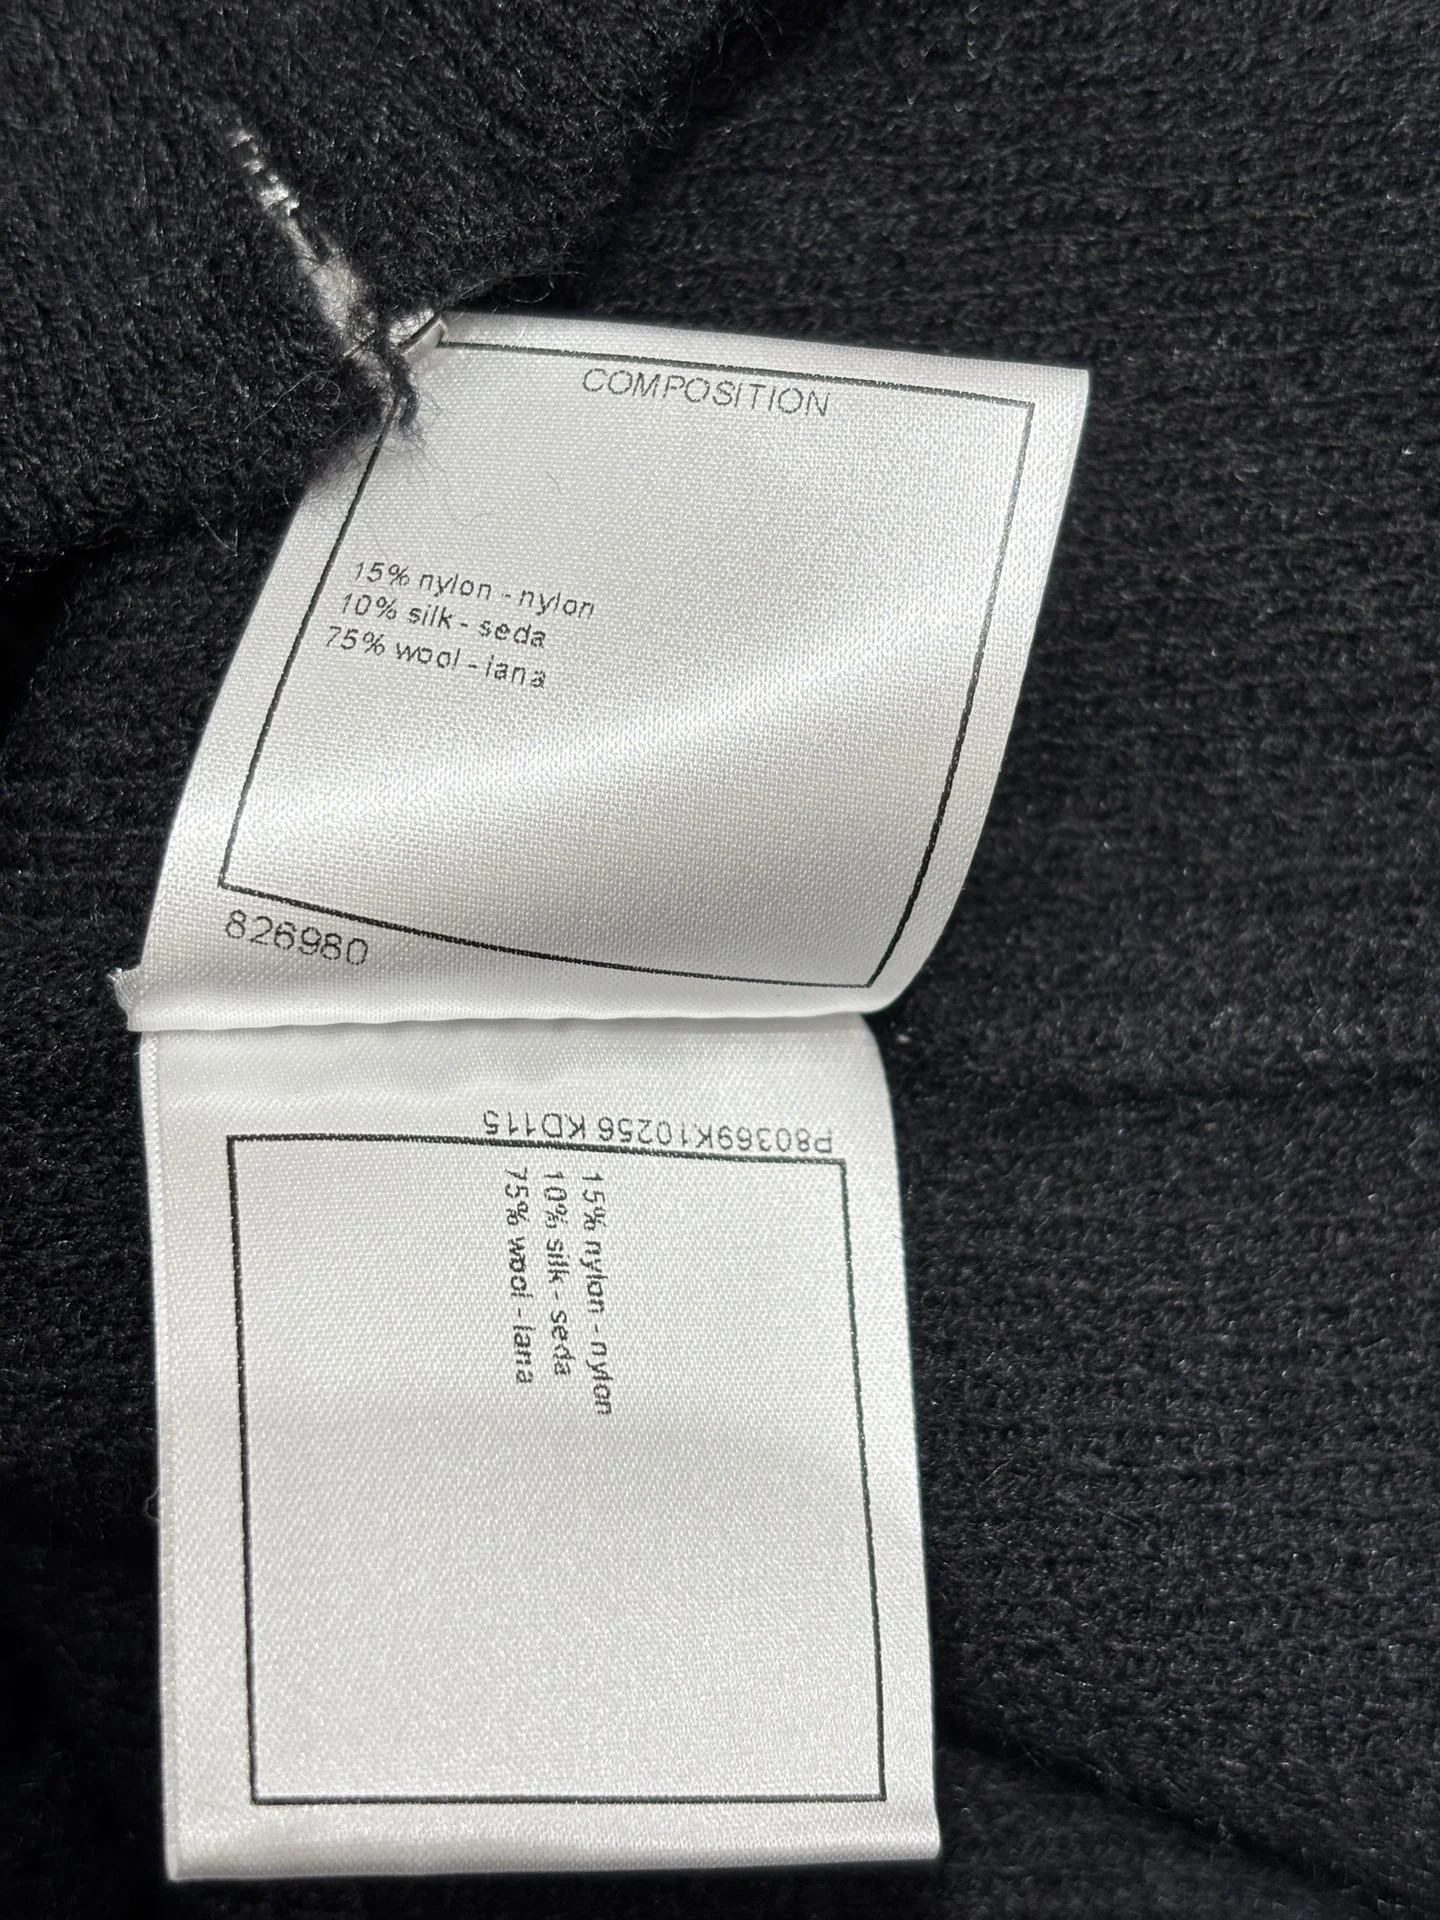 COMPOSITION
15% nylon - nylon
10% silk - seda
75% wool - lana
826980
P80369K10256 KD115
15% nylon - nylon
10% silk - seda
75% wool - lana